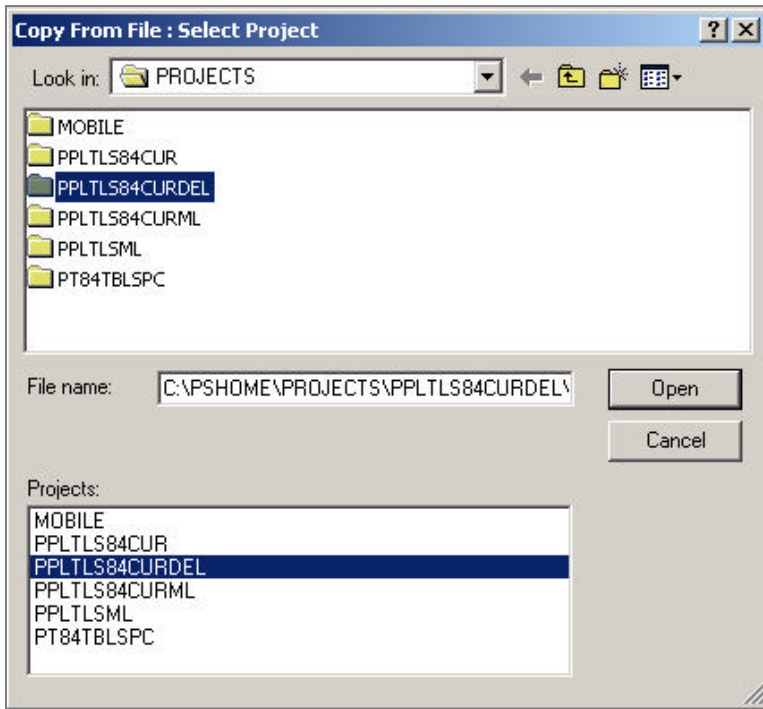 Copy From File : Select Project
Look in: PROJECTS
MOBILE
PPLTLS84CUR
PPLTLS84CURDEL
PPLTLS84CURML
PPLTLSML
PT84TBLSPC
File name: C:\PSHOME\PROJECTS\PPLTLS84CURDEL\ Open
Cancel
Projects:
MOBILE
PPLTLS84CUR
PPLTLS84CURDEL
PPLTLS84CURML
PPLTLSML
PT84TBLSPC